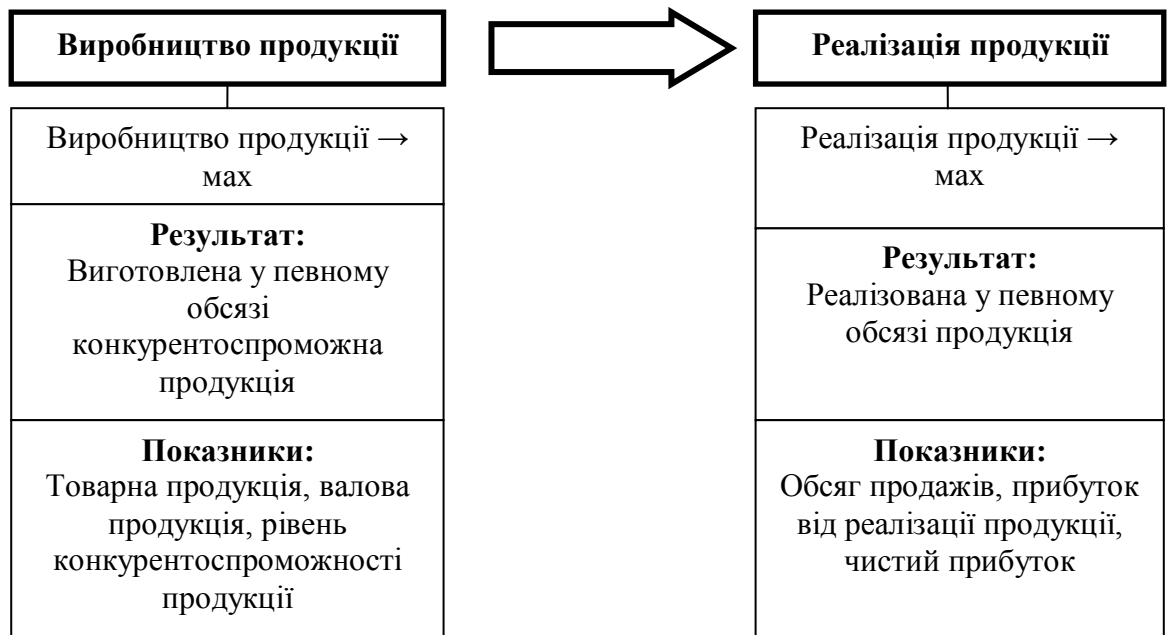 Виробництво продукції
Виробництво продукції →
мах
Результат:
Виготовлена у певному
обсязі
конкурентоспроможна
продукція
Показники:
Товарна продукція, валова
продукція, рівень
конкурентоспроможності
продукції
Реалізація продукції
Реалізація продукції →
мах
Результат:
Реалізована у певному
обсязі продукція
Показники:
Обсяг продажів, прибуток
від реалізації продукції,
чистий прибуток